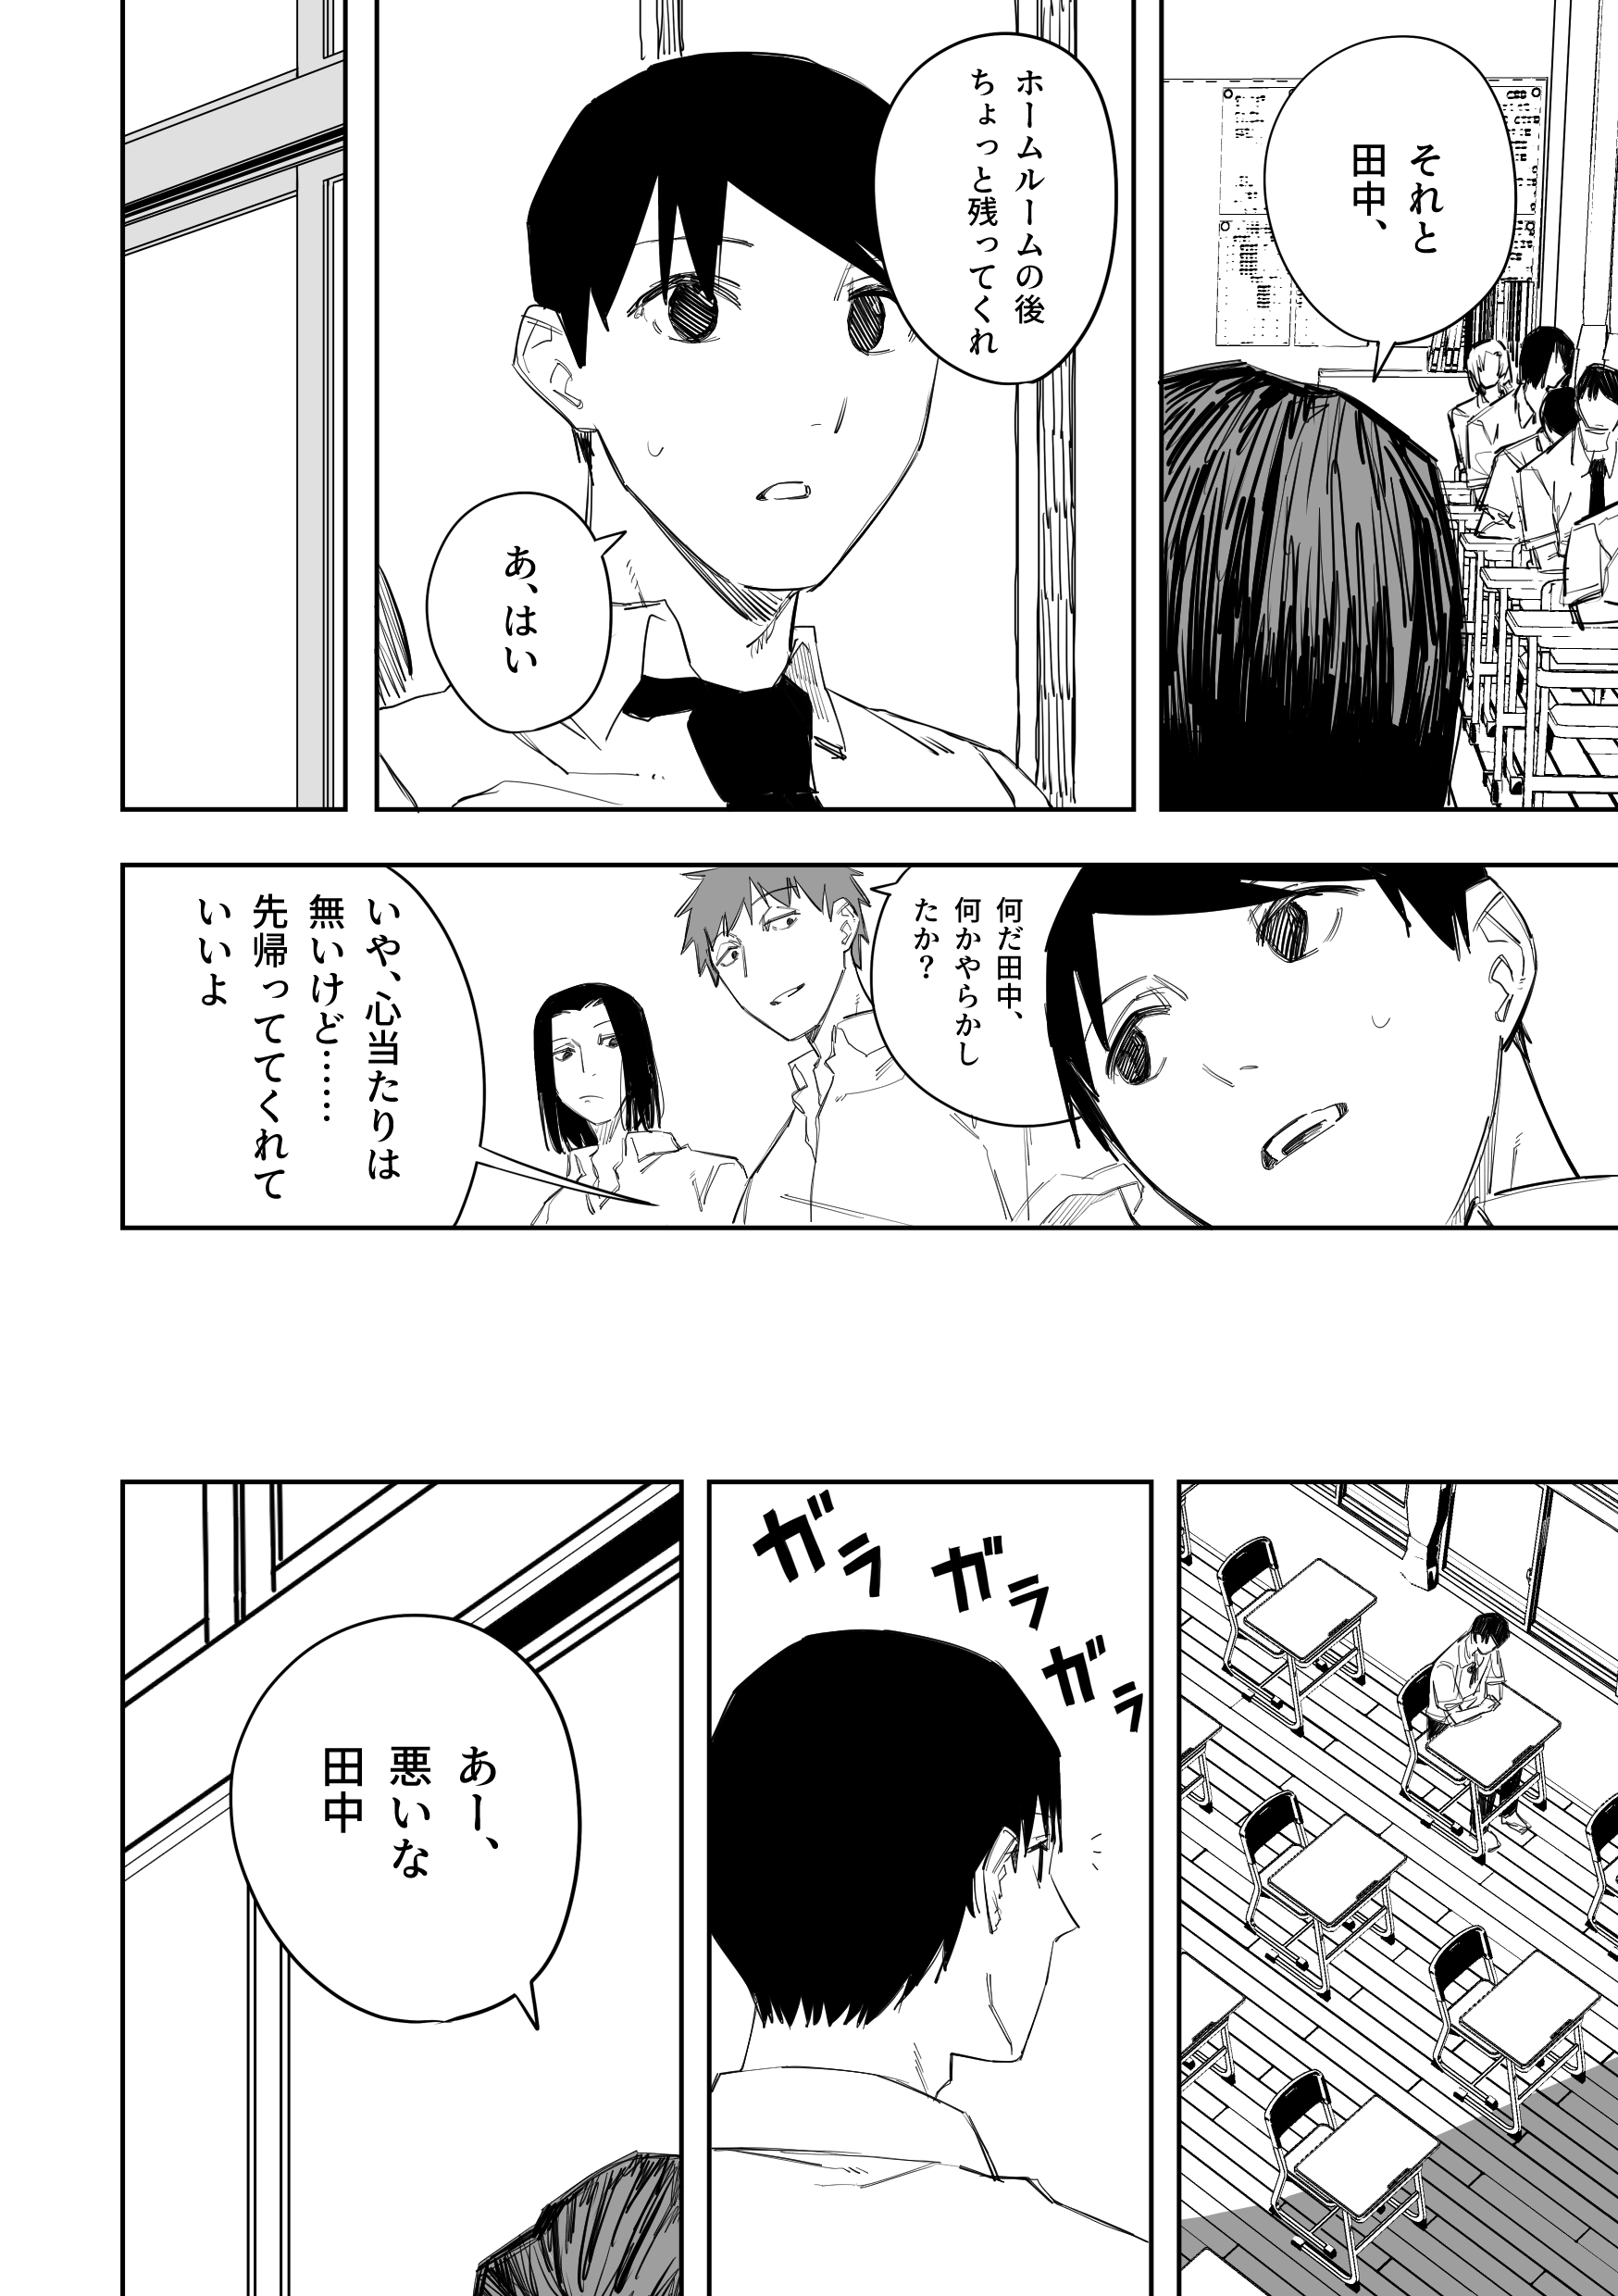 それと
田中、
ホームルームの後
ちょっと残ってくれ
あ、はい
何だ田中、
何かやらかし
たか？
いや、心当たりは
無いけど……
先帰っててくれて
いいよ
ガラ
ガラ
ガラ
あー、
悪いな
田中